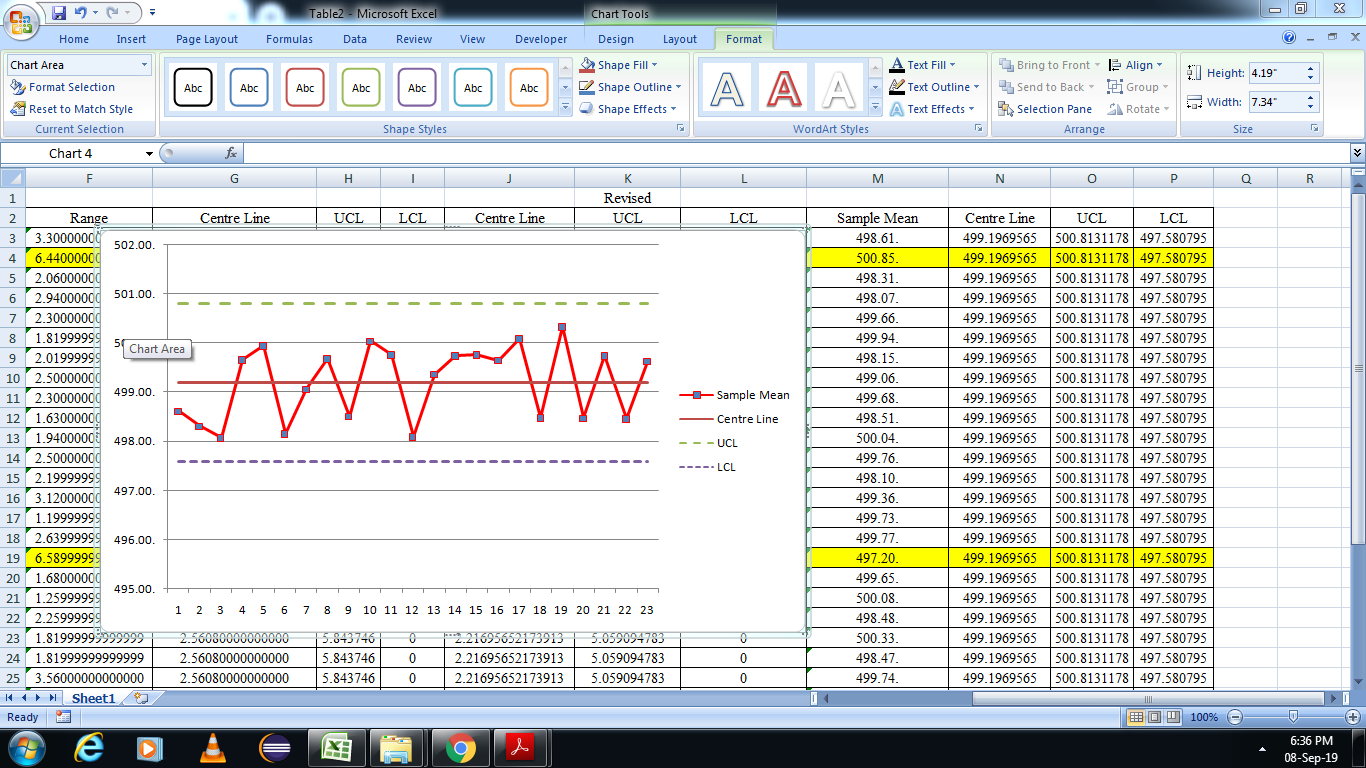 Table2 - Microsoft Excel
Chart Tools
Home Insert Page Layout Formulas Data Review View Developer Design Layout Format
Chart Area
Format Selection
Reset to Match Style
Current Selection
Abc Abc Abc Abc Abc Abc Abc
Shape Fill
Shape Outline
Shape Effects
Shape Styles
A A A
Text Fill
Text Outline
Text Effects
WordArt Styles
Bring to Front
Send to Back
Selection Pane
Align
Group
Rotate
Arrange
Height: 4.19"
Width: 7.34"
Size
Chart 4 fx
F G H I J K L M N O P Q R
1 Revised
2 Range Centre Line UCL LCL Centre Line UCL LCL Sample Mean Centre Line UCL LCL
3 3.30000000 498.61. 499.1969565 500.8131178 497.580795
4 6.44000000 500.85. 499.1969565 500.8131178 497.580795
5 2.06000000 498.31. 499.1969565 500.8131178 497.580795
6 2.94000000 498.07. 499.1969565 500.8131178 497.580795
7 2.30000000 499.66. 499.1969565 500.8131178 497.580795
8 1.81999999 499.94. 499.1969565 500.8131178 497.580795
9 2.01999999 498.15. 499.1969565 500.8131178 497.580795
10 2.50000000 499.06. 499.1969565 500.8131178 497.580795
11 2.30000000 499.68. 499.1969565 500.8131178 497.580795
12 1.63000000 498.51. 499.1969565 500.8131178 497.580795
13 1.94000000 500.04. 499.1969565 500.8131178 497.580795
14 2.50000000 499.76. 499.1969565 500.8131178 497.580795
15 2.19999999 498.10. 499.1969565 500.8131178 497.580795
16 3.12000000 499.36. 499.1969565 500.8131178 497.580795
17 1.19999999 499.73. 499.1969565 500.8131178 497.580795
18 2.63999999 499.77. 499.1969565 500.8131178 497.580795
19 6.58999999 497.20. 499.1969565 500.8131178 497.580795
20 1.68000000 499.65. 499.1969565 500.8131178 497.580795
21 1.25999999 500.08. 499.1969565 500.8131178 497.580795
22 2.25999999 498.48. 499.1969565 500.8131178 497.580795
23 1.81999999999999 2.56080000000000 5.843746 0 2.21695652173913 5.059094783 0 500.33. 499.1969565 500.8131178 497.580795
24 1.81999999999999 2.56080000000000 5.843746 0 2.21695652173913 5.059094783 0 498.47. 499.1969565 500.8131178 497.580795
25 3.56000000000000 2.56080000000000 5.843746 0 2.21695652173913 5.059094783 0 499.74. 499.1969565 500.8131178 497.580795
502.00.
501.00.
Chart Area
499.00.
498.00.
497.00.
496.00.
495.00.
1 2 3 4 5 6 7 8 9 10 11 12 13 14 15 16 17 18 19 20 21 22 23
Sample Mean
Centre Line
UCL
LCL
Sheet1
Ready 100%
6:36 PM
08-Sep-19